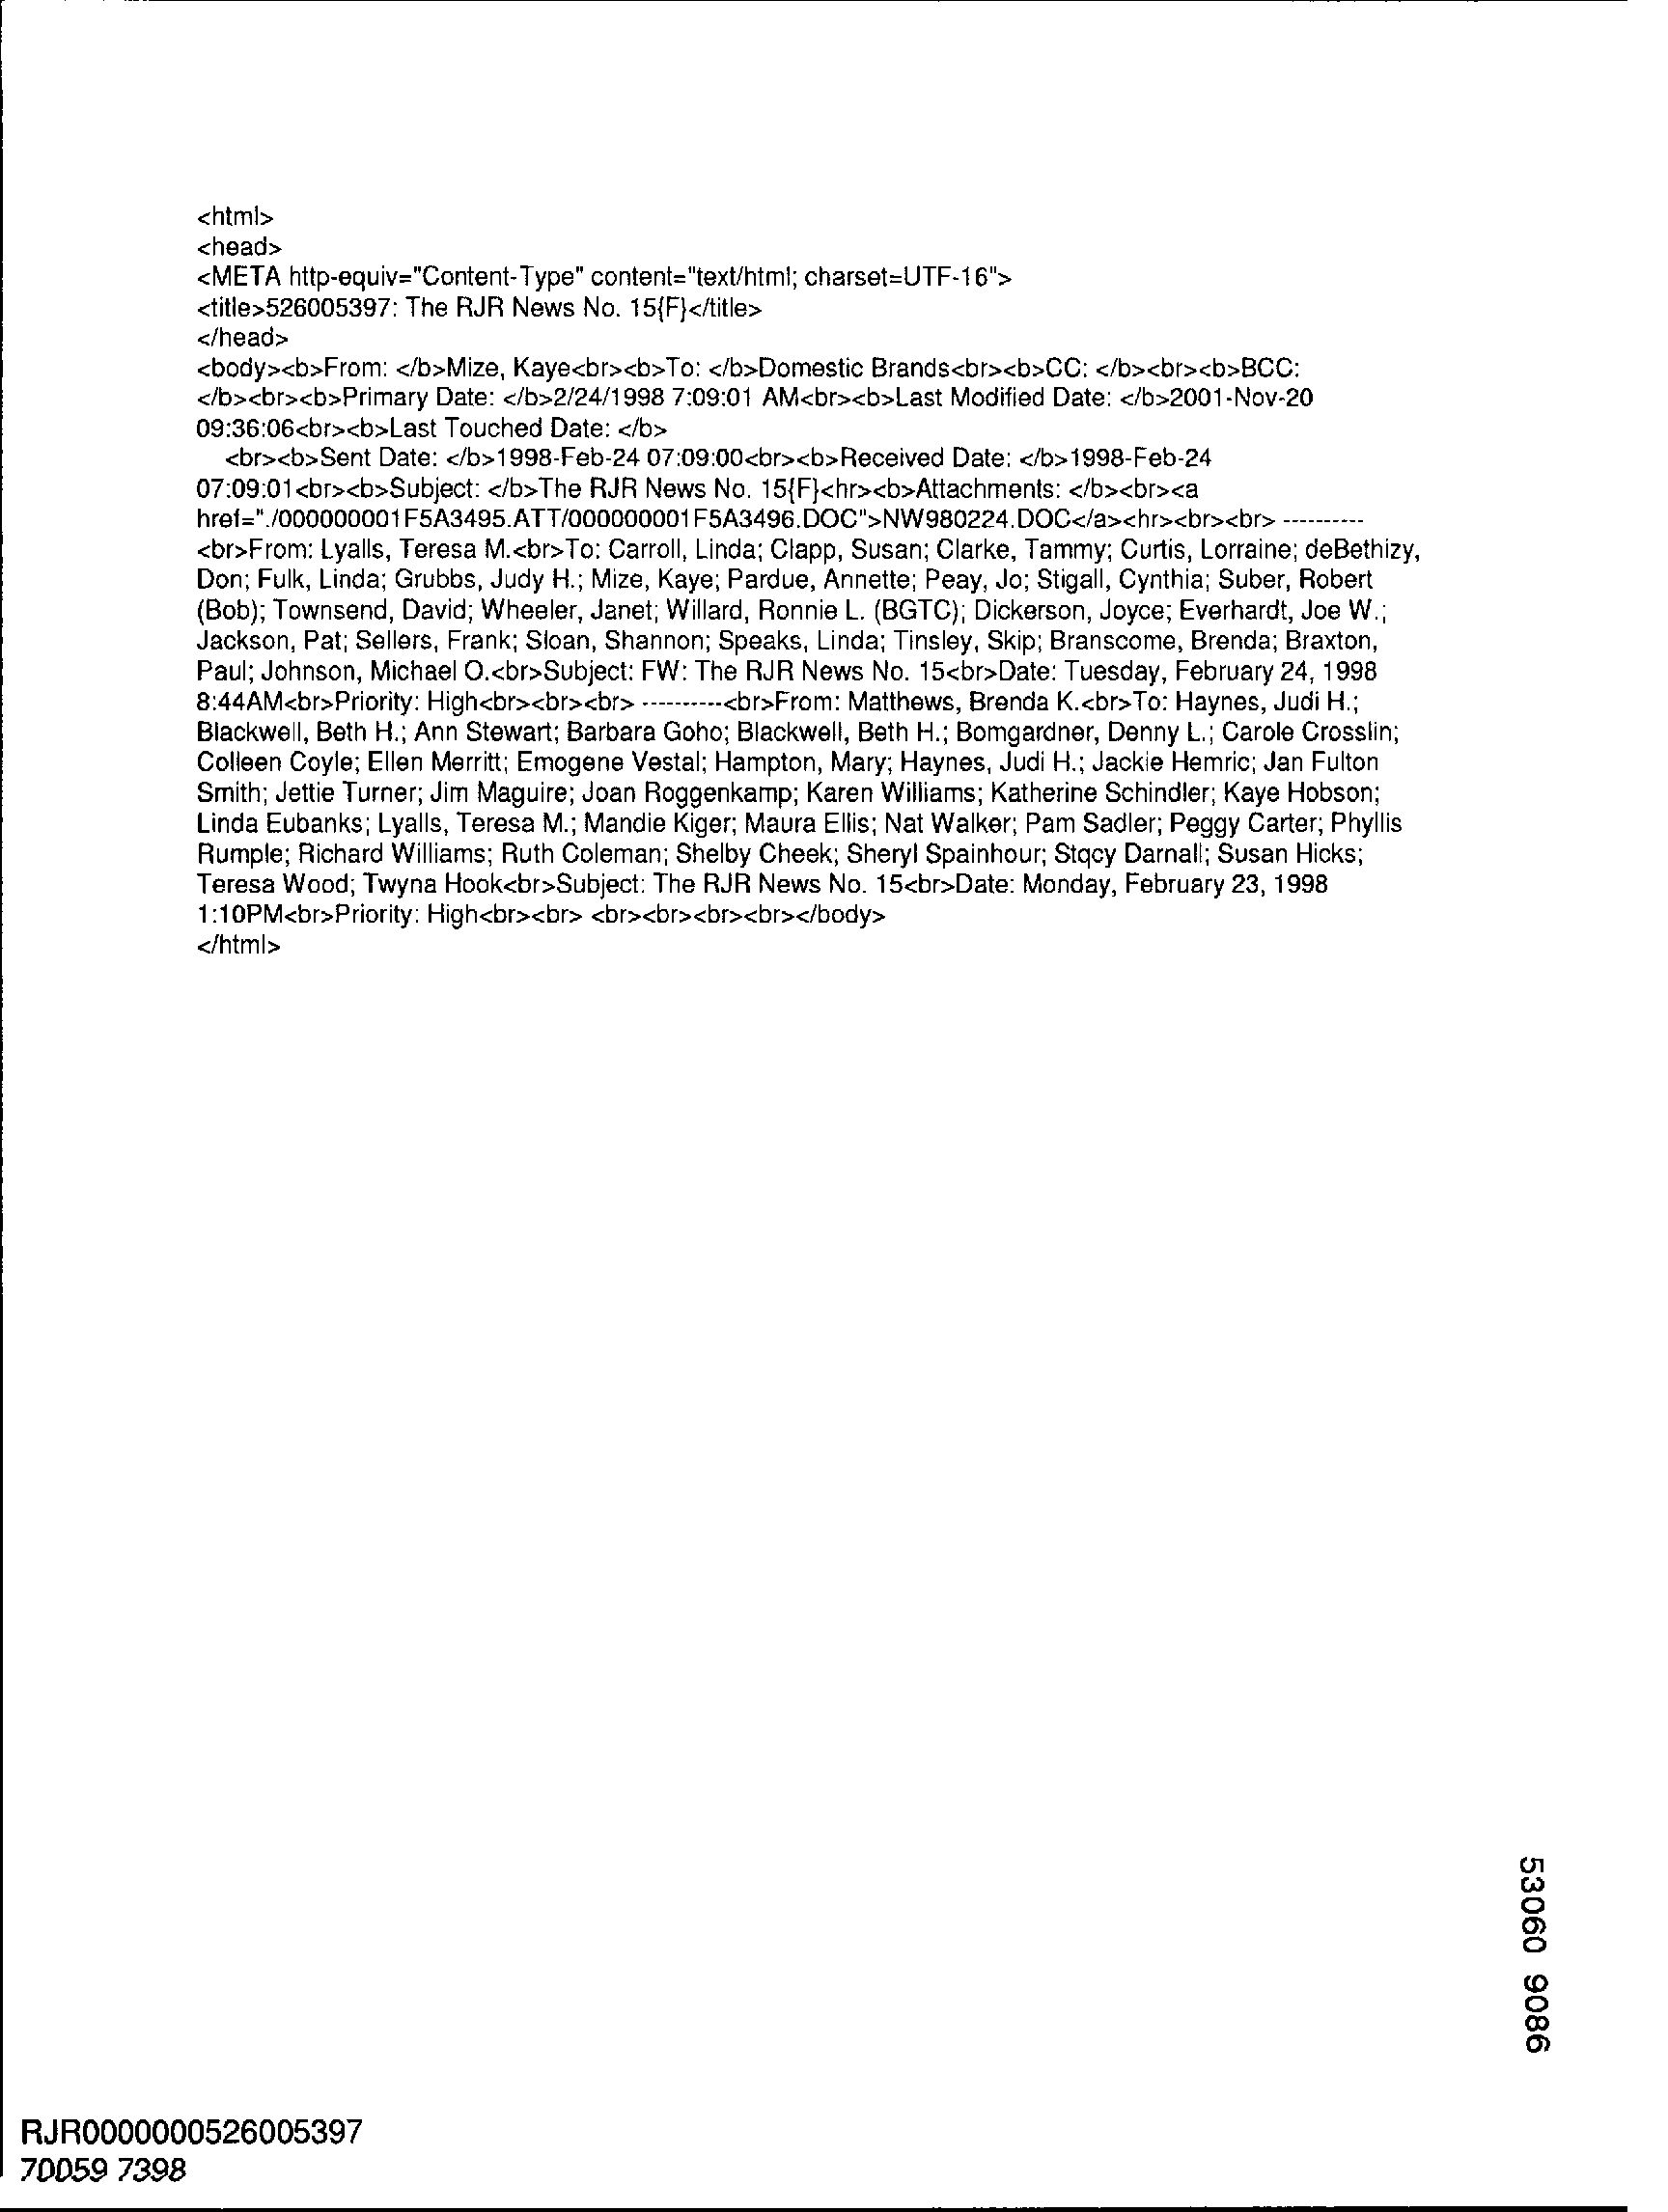 <html>
<head>
<META http-equiv="Content-Type" content="text/html; charset=UTF-16">
<title>526005397: The RJR News No. 15{F}</title>
</head>
<body><b>From: </b>Mize, Kaye<br><b>To: </b>Domestic Brands<br><b>CC: </b><br><b>BCC:
</b><br><b>Primary Date: </b>2/24/1998 7:09:01 AM<br><b>Last Modified Date: </b>2001-Nov-20
09:36:06<br><b>Last Touched Date: </b>
<br><b>Sent Date: </b>1998-Feb-24 07:09:00<br><b>Received Date: </b>1998-Feb-24
07:09:01<br><b>Subject: </b>The RJR News No. 15{F}<hr><b>Attachments: </b><br><a
href="./000000001F5A3495.ATT/000000001F5A3496.DOC">NW980224.DOC</a><hr><br><br> ----------
<br>From: Lyalls, Teresa M.<br>To: Carroll, Linda; Clapp, Susan; Clarke, Tammy; Curtis, Lorraine; deBethizy,
Don; Fulk, Linda; Grubbs, Judy H.; Mize, Kaye; Pardue, Annette; Peay, Jo; Stigall, Cynthia; Suber, Robert
(Bob); Townsend, David; Wheeler, Janet; Willard, Ronnie L. (BGTC); Dickerson, Joyce; Everhardt, Joe W.;
Jackson, Pat; Sellers, Frank; Sloan, Shannon; Speaks, Linda; Tinsley, Skip; Branscome, Brenda; Braxton,
Paul; Johnson, Michael O.<br>Subject: FW: The RJR News No. 15<br>Date: Tuesday, February 24, 1998
8:44AM<br>Priority: High<br><br><br> ----------<br>From: Matthews, Brenda K.<br>To: Haynes, Judi H.;
Blackwell, Beth H.; Ann Stewart; Barbara Goho; Blackwell, Beth H.; Bomgardner, Denny L.; Carole Crosslin;
Colleen Coyle; Ellen Merritt; Emogene Vestal; Hampton, Mary; Haynes, Judi H.; Jackie Hemric; Jan Fulton
Smith; Jettie Turner; Jim Maguire; Joan Roggenkamp; Karen Williams; Katherine Schindler; Kaye Hobson;
Linda Eubanks; Lyalls, Teresa M.; Mandie Kiger; Maura Ellis; Nat Walker; Pam Sadler; Peggy Carter; Phyllis
Rumple; Richard Williams; Ruth Coleman; Shelby Cheek; Sheryl Spainhour; Stqcy Darnall; Susan Hicks;
Teresa Wood; Twyna Hook<br>Subject: The RJR News No. 15<br>Date: Monday, February 23, 1998
1:10PM<br>Priority: High<br><br> <br><br><br><br></body>
</html>
53060 9086
RJR0000000526005397
70059 7398